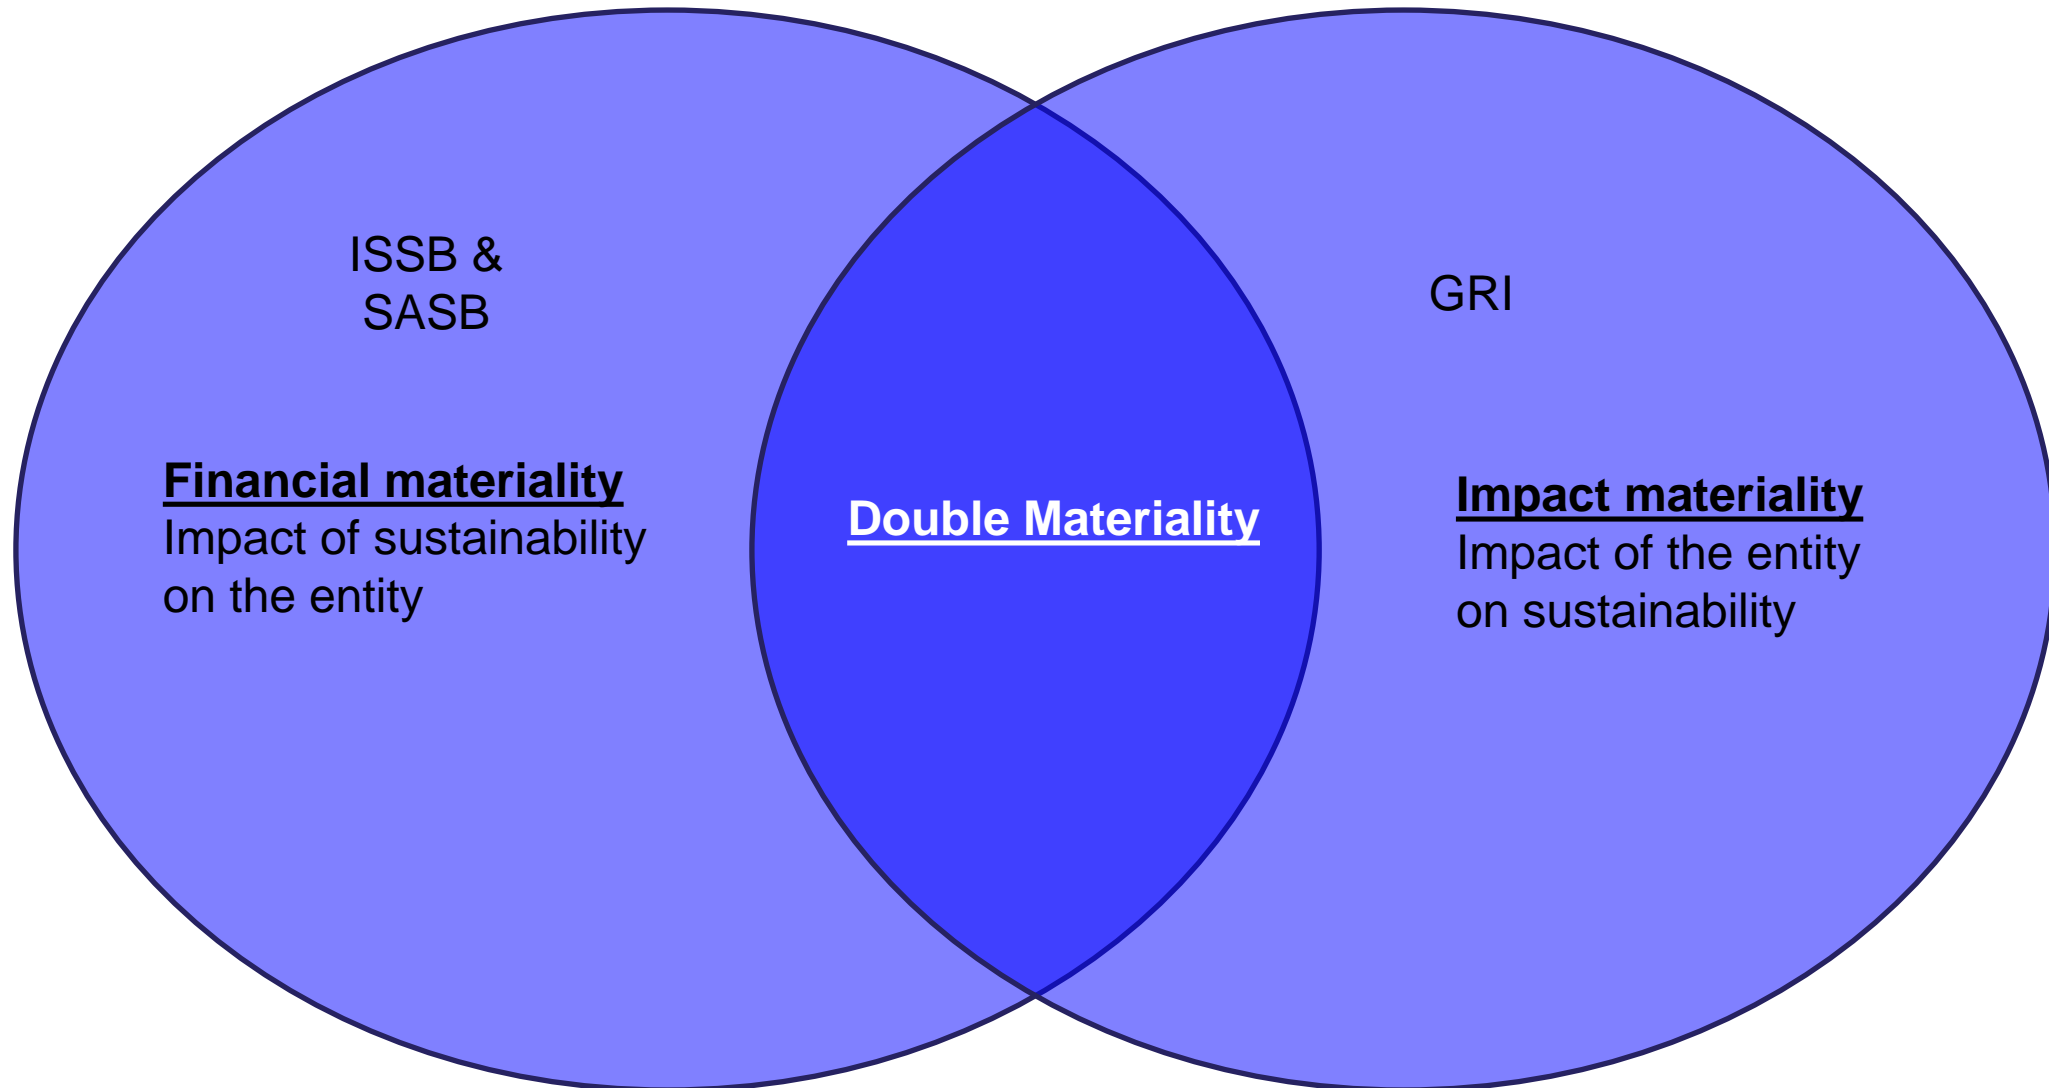 ISSB &
SASB
Financial materiality
Impact of sustainability
on the entity
Double Materiality
GRI
Impact materiality
Impact of the entity
on sustainability